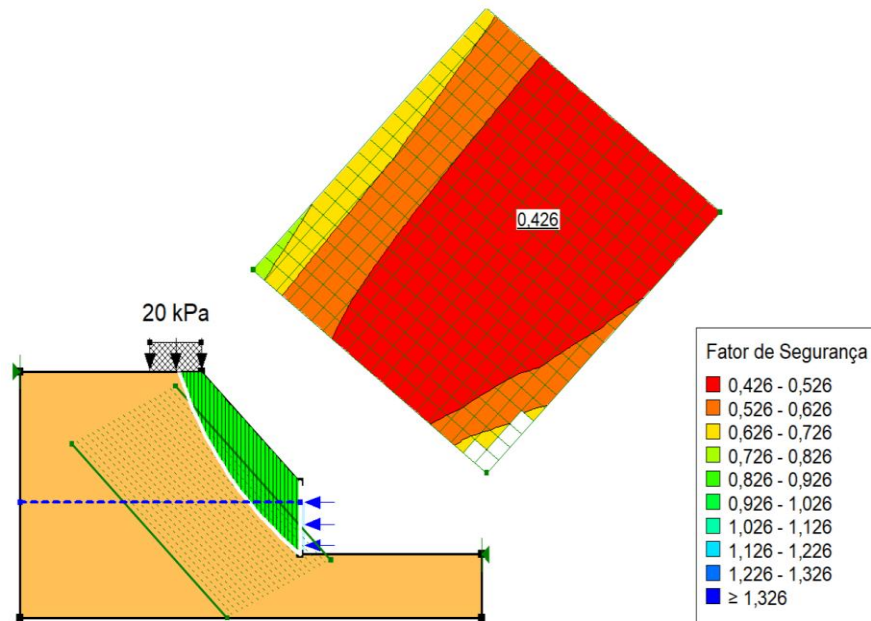 0,426
20 kPa
Fator de Segurança
0,426 - 0,526
0,526 - 0,626
0,626 - 0,726
0,726 - 0,826
0,826 - 0,926
0,926 - 1,026
1,026 - 1,126
1,126 - 1,226
1,226 - 1,326
≥ 1,326